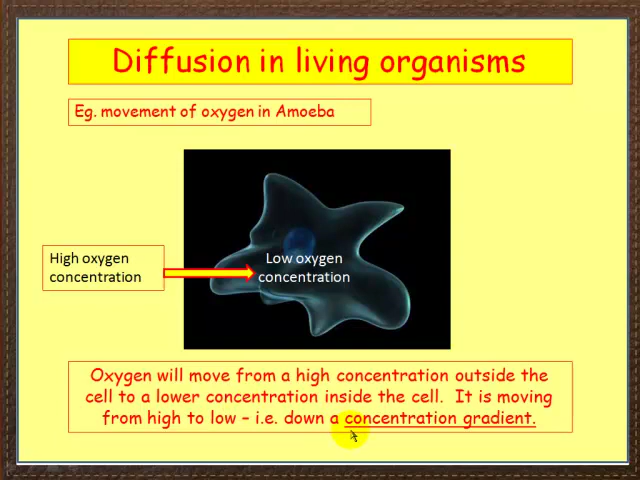 Diffusion in living organisms
Eg. movement of oxygen in Amoeba
High oxygen
concentration
Low oxygen
concentration
Oxygen will move from a high concentration outside the
cell to a lower concentration inside the cell. It is moving
from high to low – i.e. down a concentration gradient.